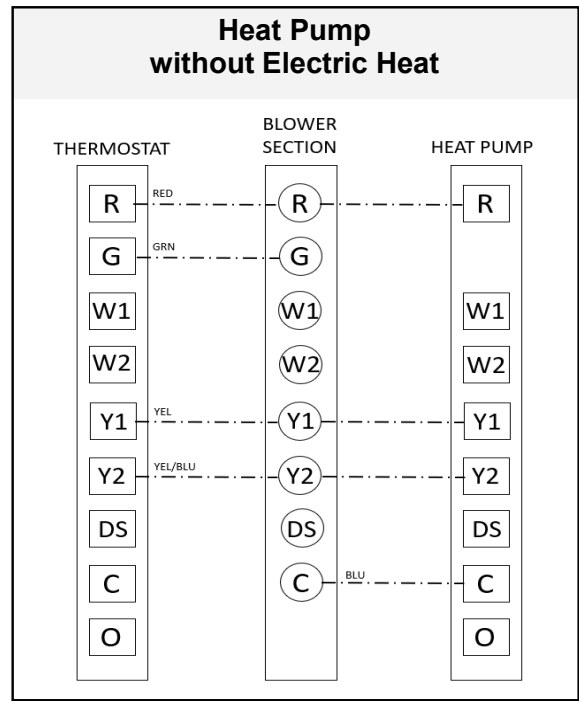 Heat Pump
without Electric Heat
THERMOSTAT
BLOWER
SECTION
HEAT PUMP
R RED R R
G GRN G
W1 W1 W1
W2 W2 W2
Y1 YEL Y1 Y1
Y2 YEL/BLU Y2 Y2
DS DS DS
C C BLU C
O O